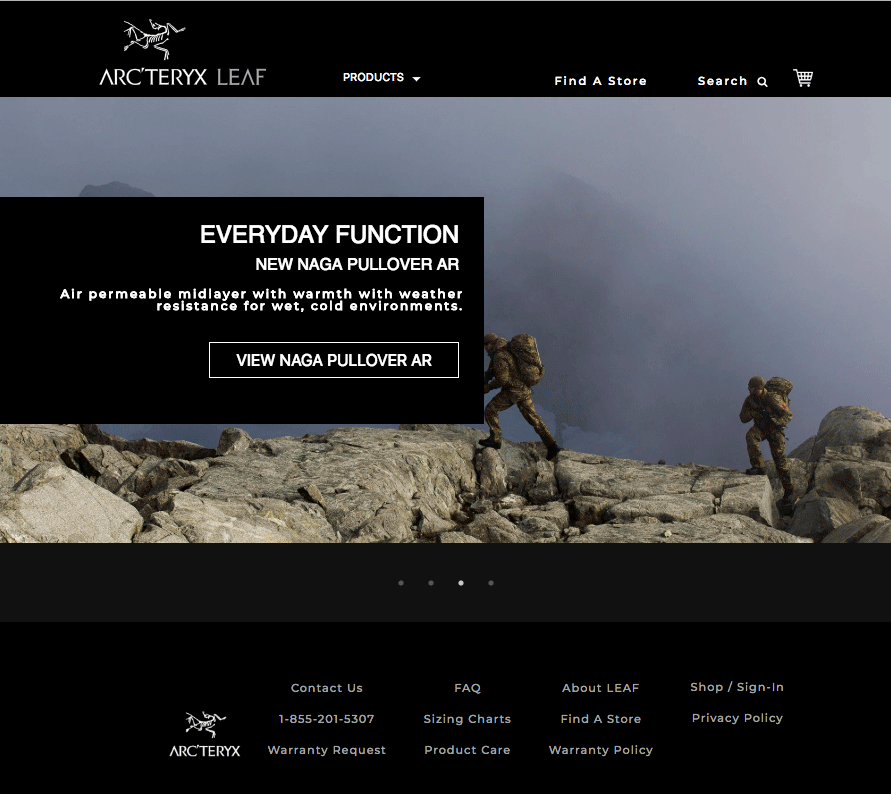 ARC'TERYX LEAF
PRODUCTS
Find A Store
Search
EVERYDAY FUNCTION
NEW NAGA PULLOVER AR
Air permeable midlayer with warmth with weather
resistance for wet, cold environments.
VIEW NAGA PULLOVER AR
Contact Us
FAQ
About LEAF
Shop / Sign-In
1-855-201-5307
Sizing Charts
Find A Store
Privacy Policy
ARC'TERYX
Warranty Request
Product Care
Warranty Policy